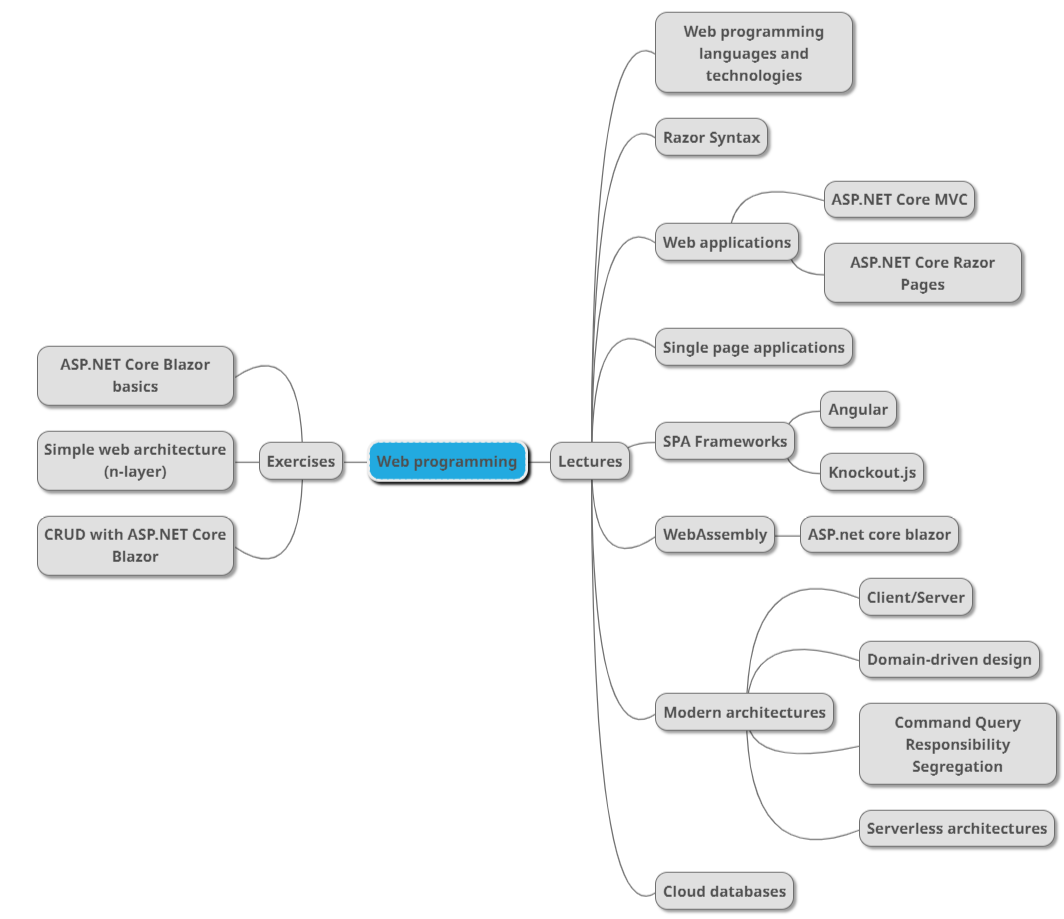 Web programming
languages and
technologies
Razor Syntax
ASP.NET Core MVC
Web applications
ASP.NET Core Razor
Pages
Single page applications
ASP.NET Core Blazor
basics
Angular
Simple web architecture
(n-layer)
Exercises
Web programming
Lectures
SPA Frameworks
Knockout.js
CRUD with ASP.NET Core
Blazor
WebAssembly
ASP.net core blazor
Client/Server
Domain-driven design
Modern architectures
Command Query
Responsibility
Segregation
Serverless architectures
Cloud databases